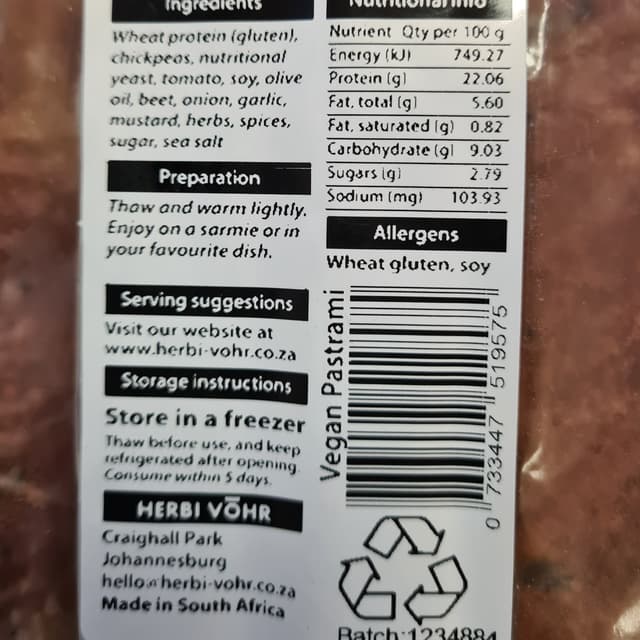 Ingredients
Wheat protein (gluten),
chickpeas, nutritional
yeast, tomato, soy, olive
oil, beet, onion, garlic,
mustard, herbs, spices,
sugar, sea salt
Preparation
Thaw and warm lightly.
Enjoy on a sarmie or in
your favourite dish.
Serving suggestions
Visit our website at
www.herbi-vohr.co.za
Storage instructions
Store in a freezer
Thaw before use, and keep
refrigerated after opening.
Consume within 5 days.
HERBI VŌHR
Craighall Park
Johannesburg
hello@herbi-vohr.co.za
Made in South Africa
Nutritional info
Nutrient Qty per 100 g
Energy (kJ) 749.27
Protein (g) 22.06
Fat, total (g) 5.60
Fat, saturated (g) 0.82
Carbohydrate (g) 9.03
Sugars (g) 2.79
Sodium (mg) 103.93
Allergens
Wheat gluten, soy
Vegan Pastrami
0 733447 519575
Batch:1234884